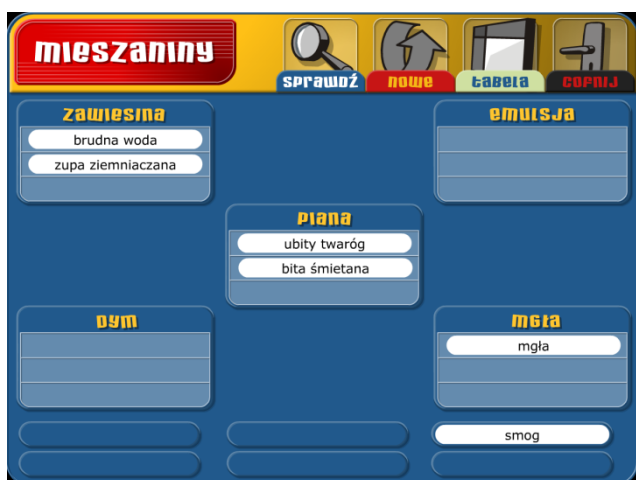 mieszaniny
sprawdź
nowe
tabela
cofnij
zawiesina
brudna woda
zupa ziemniaczana
emulsja
piana
ubity twaróg
bita śmietana
dym
mgła
mgła
smog